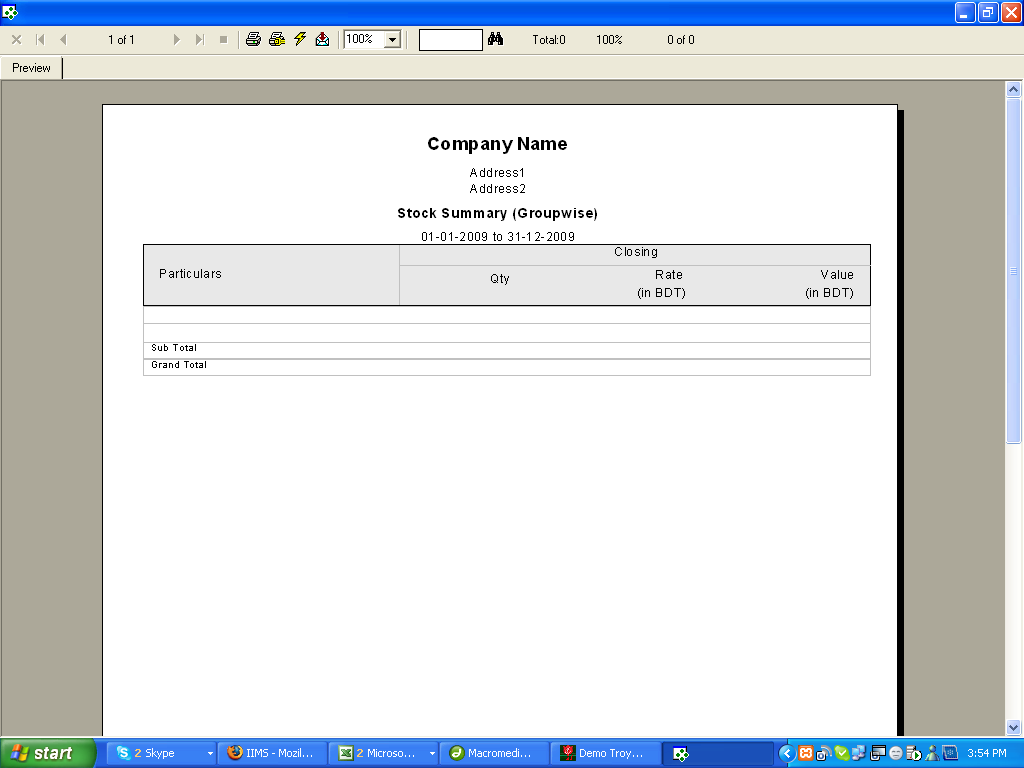 1 of 1
100%
Total:0
100%
0 of 0
Preview
Company Name
Address1
Address2
Stock Summary (Groupwise)
01-01-2009 to 31-12-2009
Particulars
Closing
Qty
Rate
(in BDT)
Value
(in BDT)
Sub Total
Grand Total
start
2 Skype
IIMS - Mozil...
2 Microso...
Macromedi...
Demo Troy...
3:54 PM